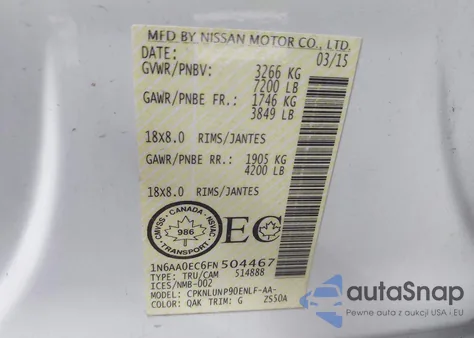 MFD BY NISSAN MOTOR CO., LTD.
DATE: 03/15
GVWR/PNBV: 3266 KG
7200 LB
GAWR/PNBE FR.: 1746 KG
3849 LB
18x8.0 RIMS/JANTES
GAWR/PNBE RR.: 1905 KG
4200 LB
18x8.0 RIMS/JANTES
CMVSS - CANADA - NSVAC
986
TRANSPORT
EC
1N6AA0EC6FN504467
TYPE: TRU/CAM S14888
ICES/NMB-002
MODEL: CPKNLUNP90ENLF-AA-
COLOR: QAK TRIM: G ZS50A
autoSnap
Pewne auta z aukcji USA i EU